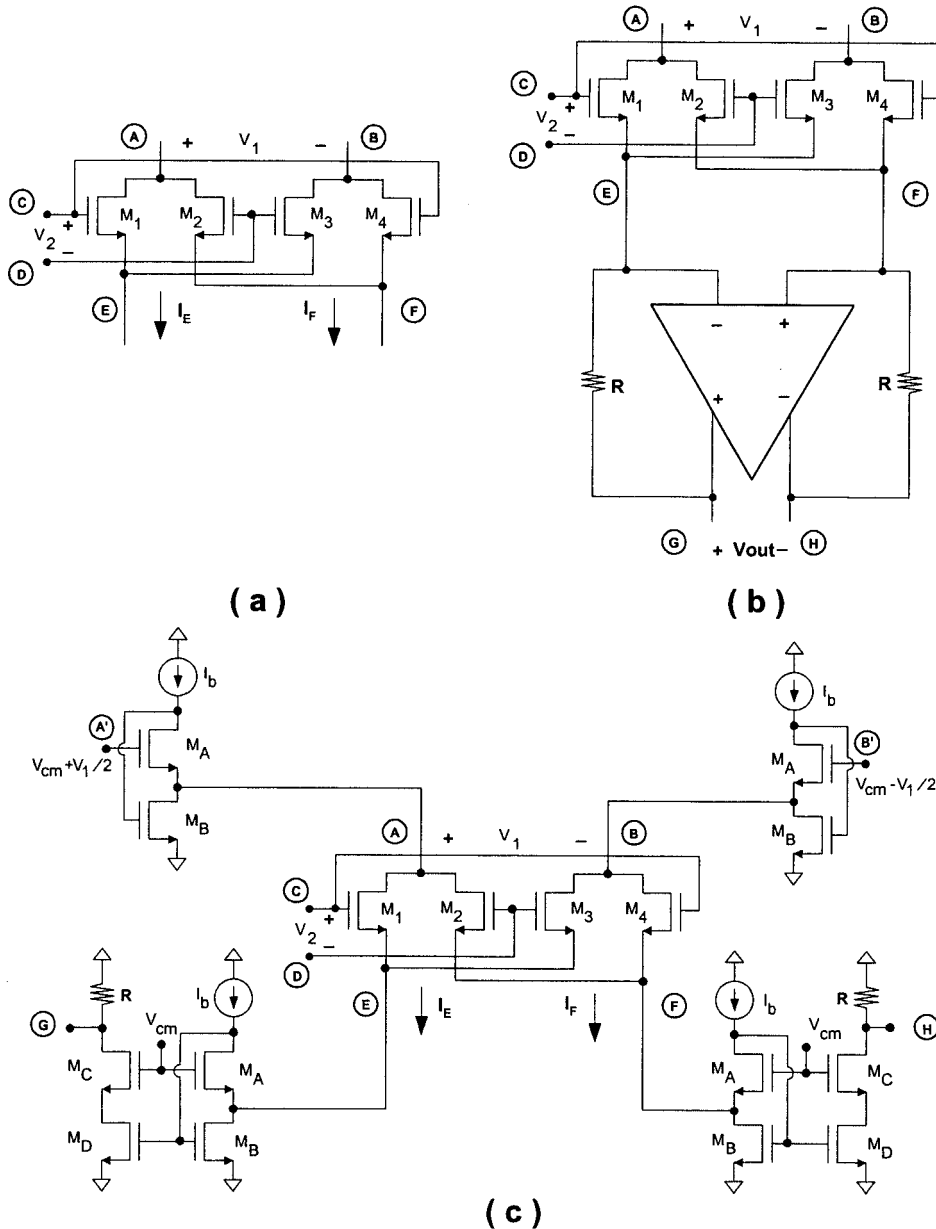 A + V1 − B
C
+
M1 M2 M3 M4
V2 −
D
E IE IF F
( a )
A + V1 − B
C
+
M1 M2 M3 M4
V2 −
D
E F
− +
R + − R
G + Vout− H
( b )
Ib Ib
A' MA MA B'
Vcm+V1/2 Vcm−V1/2
MB MB
A + V1 − B
C
+
M1 M2 M3 M4
V2 −
D
E IE IF F
R Ib Ib R
G Vcm Vcm H
MC MA MA MC
MD MB MB MD
( c )